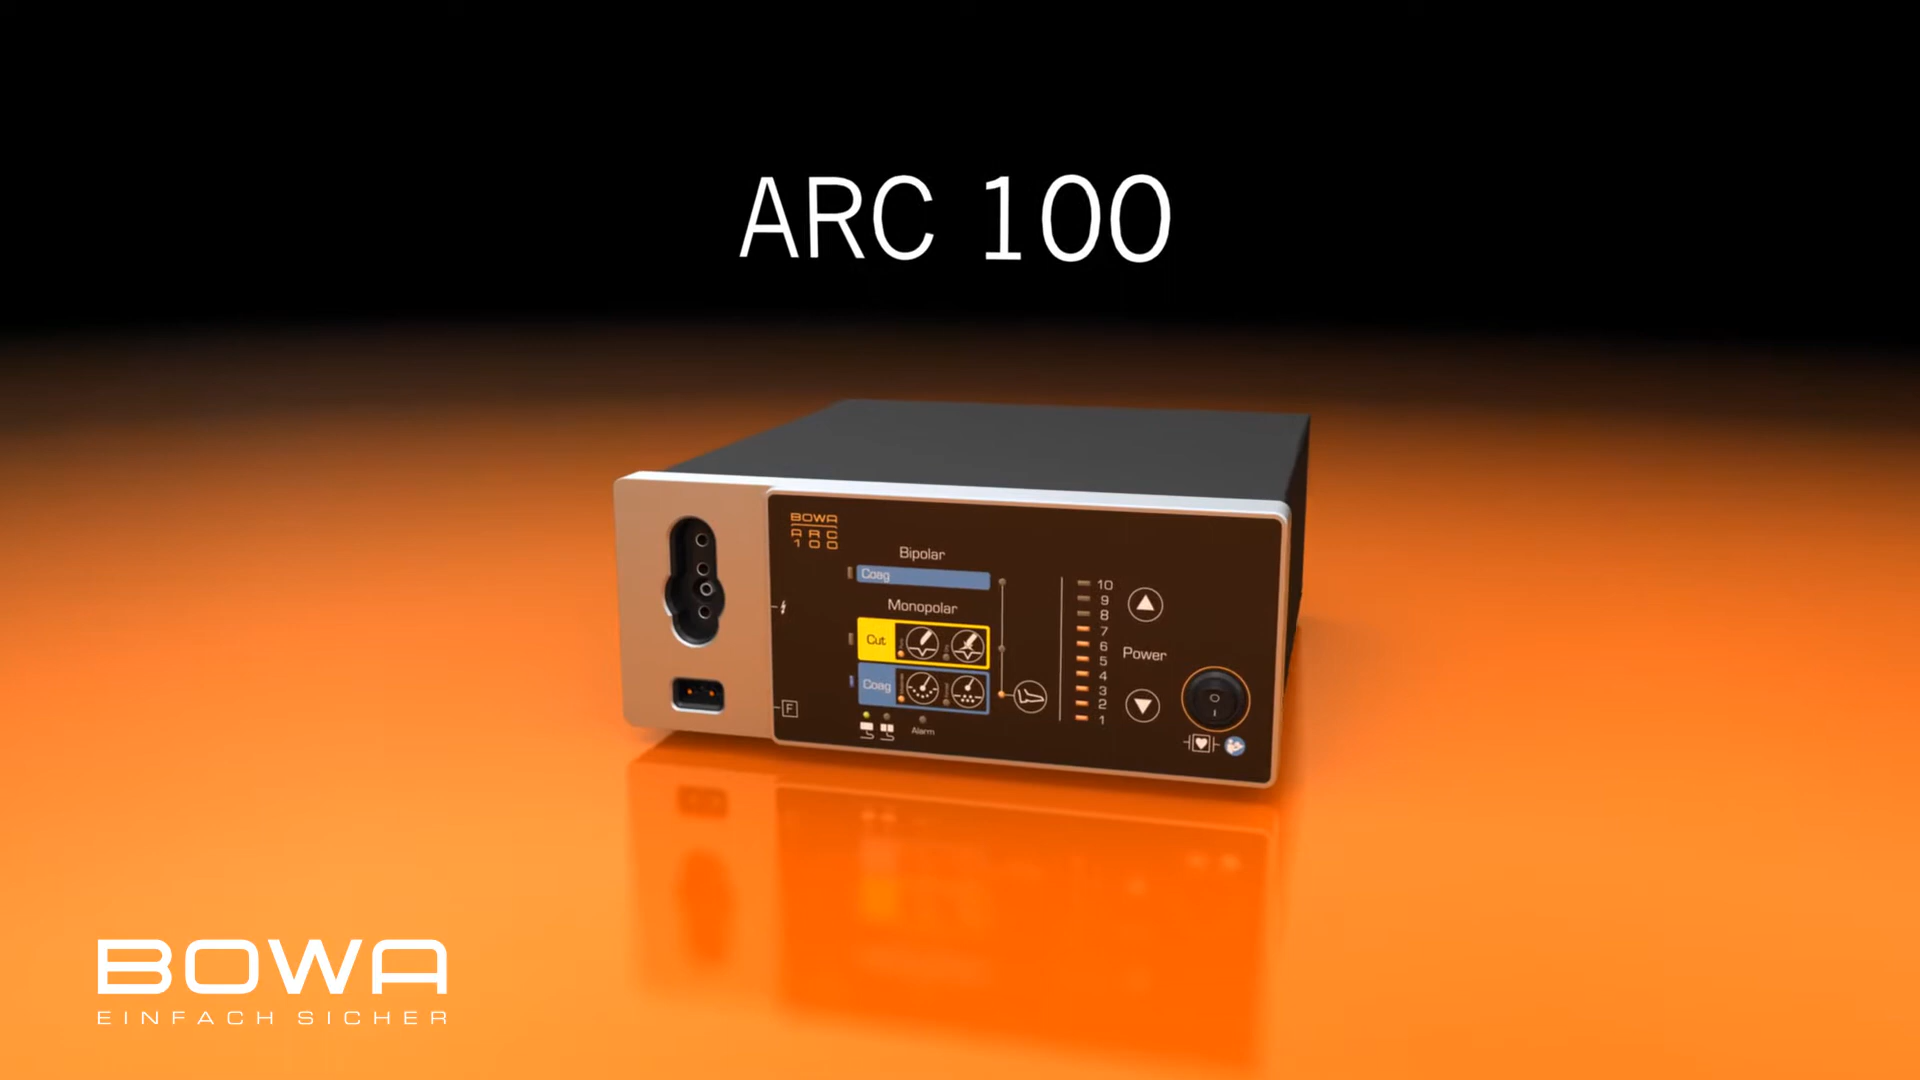 ARC 100
BOWA
ARC
100
Bipolar
Coag
Monopolar
Cut
Coag
Alarm
F
10
9
8
7
6
5
4
3
2
1
Power
BOWA
EINFACH SICHER